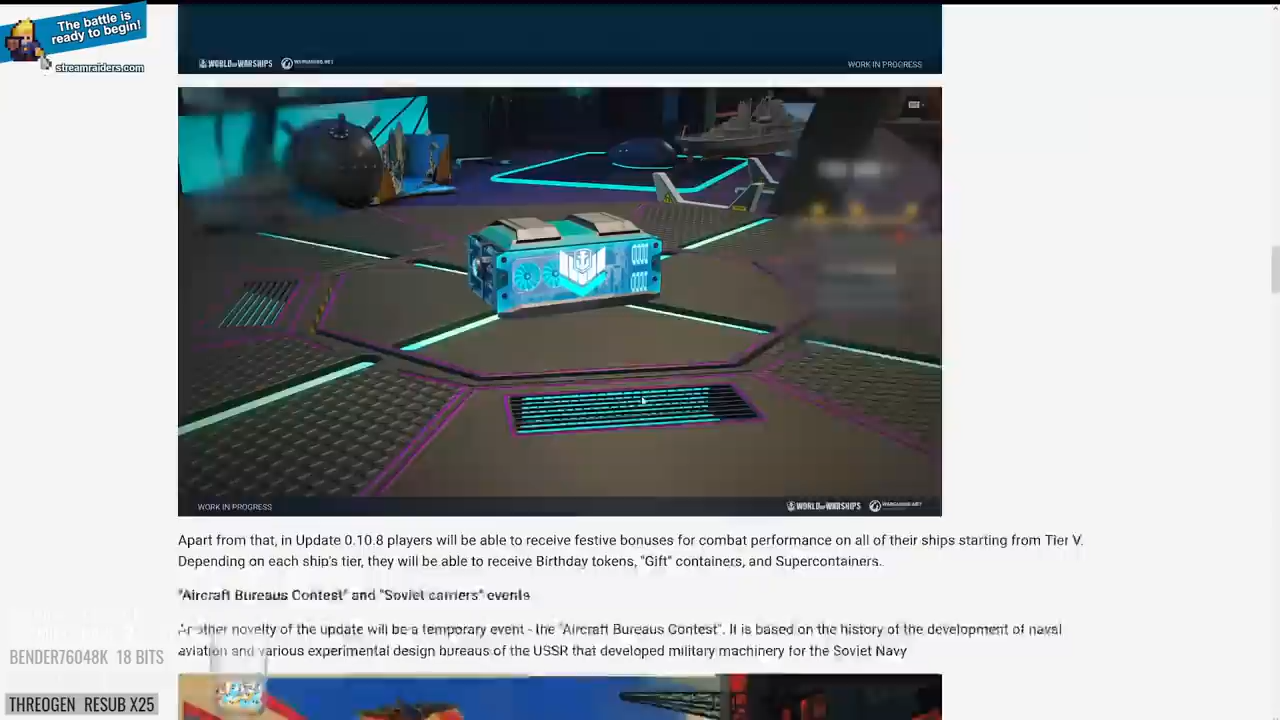 The battle is
ready to begin!
streamraiders.com
WORLD OF WARSHIPS WARGAMING.NET
WORK IN PROGRESS
WORK IN PROGRESS
WORLD OF WARSHIPS WARGAMING.NET
Apart from that, in Update 0.10.8 players will be able to receive festive bonuses for combat performance on all of their ships starting from Tier V.
Depending on each ship's tier, they will be able to receive Birthday tokens, "Gift" containers, and Supercontainers.
"Aircraft Bureaus Contest" and "Soviet carriers" events
Another novelty of the update will be a temporary event - the "Aircraft Bureaus Contest". It is based on the history of the development of naval
aviation and various experimental design bureaus of the USSR that developed military machinery for the Soviet Navy
BENDER76048K 18 BITS
THREOGEN RESUB X25